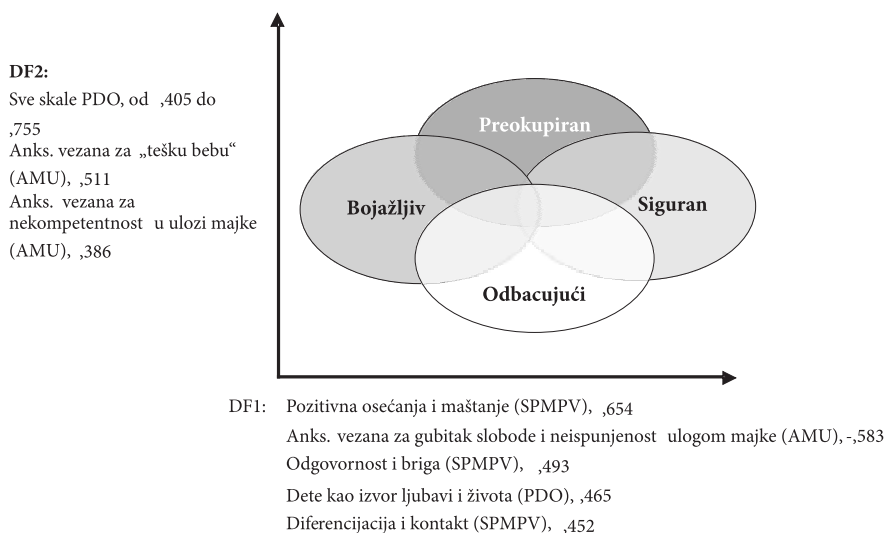 DF2:
Sve skale PDO, od ,405 do
,755
Anks. vezana za „tešku bebu“
(AMU), ,511
Anks. vezana za
nekompetentnost u ulozi majke
(AMU), ,386
Preokupiran
Bojažljiv
Siguran
Odbacujući
DF1: Pozitivna osećanja i maštanje (SPMPV), ,654
Anks. vezana za gubitak slobode i neispunjenost ulogom majke (AMU), -,583
Odgovornost i briga (SPMPV), ,493
Dete kao izvor ljubavi i života (PDO), ,465
Diferencijacija i kontakt (SPMPV), ,452